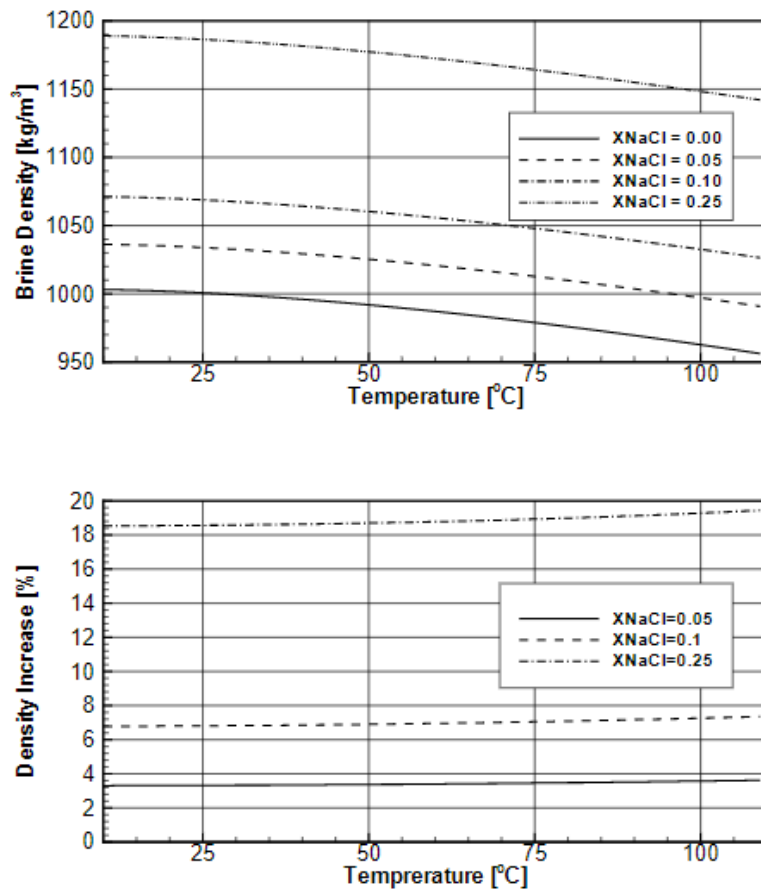 1200
1150
1100
1050
1000
950
Brine Density [kg/m³]
XNaCl = 0.00
XNaCl = 0.05
XNaCl = 0.10
XNaCl = 0.25
25 50 75 100
Temperature [°C]
20
18
16
14
12
10
8
6
4
2
0
Density Increase [%]
XNaCl=0.05
XNaCl=0.1
XNaCl=0.25
25 50 75 100
Temprerature [°C]